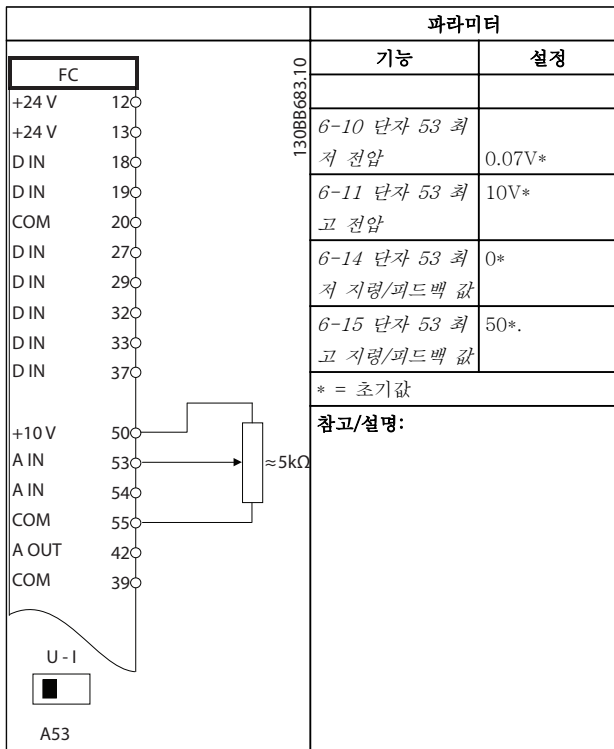 파라미터
기능 설정
FC
130BB683.10
+24 V 12
+24 V 13
D IN 18
D IN 19
COM 20
D IN 27
D IN 29
D IN 32
D IN 33
D IN 37
+10 V 50
A IN 53
A IN 54
COM 55
A OUT 42
COM 39
≈5kΩ
U - I
A53
6-10 단자 53 최
저 전압 0.07V*
6-11 단자 53 최 10V*
고 전압
6-14 단자 53 최 0*
저 지령/피드백 값
6-15 단자 53 최 50*.
고 지령/피드백 값
* = 초기값
참고/설명: